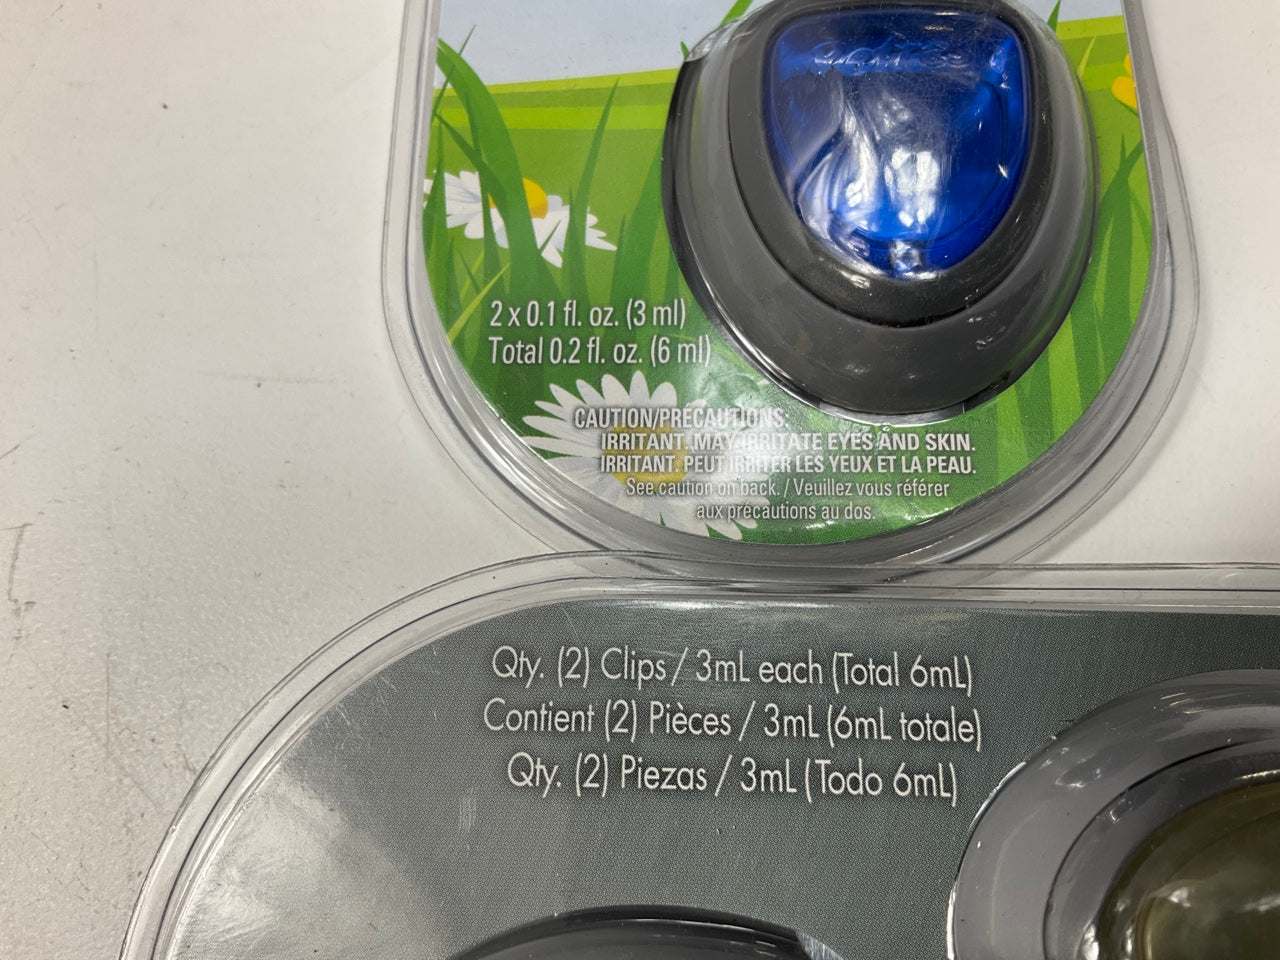 2 x 0.1 fl. oz. (3 ml)
Total 0.2 fl. oz. (6 ml)
CAUTION/PRECAUTIONS:
IRRITANT. MAY IRRITATE EYES AND SKIN.
IRRITANT. PEUT IRRITER LES YEUX ET LA PEAU.
See caution on back. / Veuillez vous référer
aux précautions au dos.
Qty. (2) Clips / 3mL each (Total 6mL)
Contient (2) Pièces / 3mL (6mL totale)
Qty. (2) Piezas / 3mL (Todo 6mL)